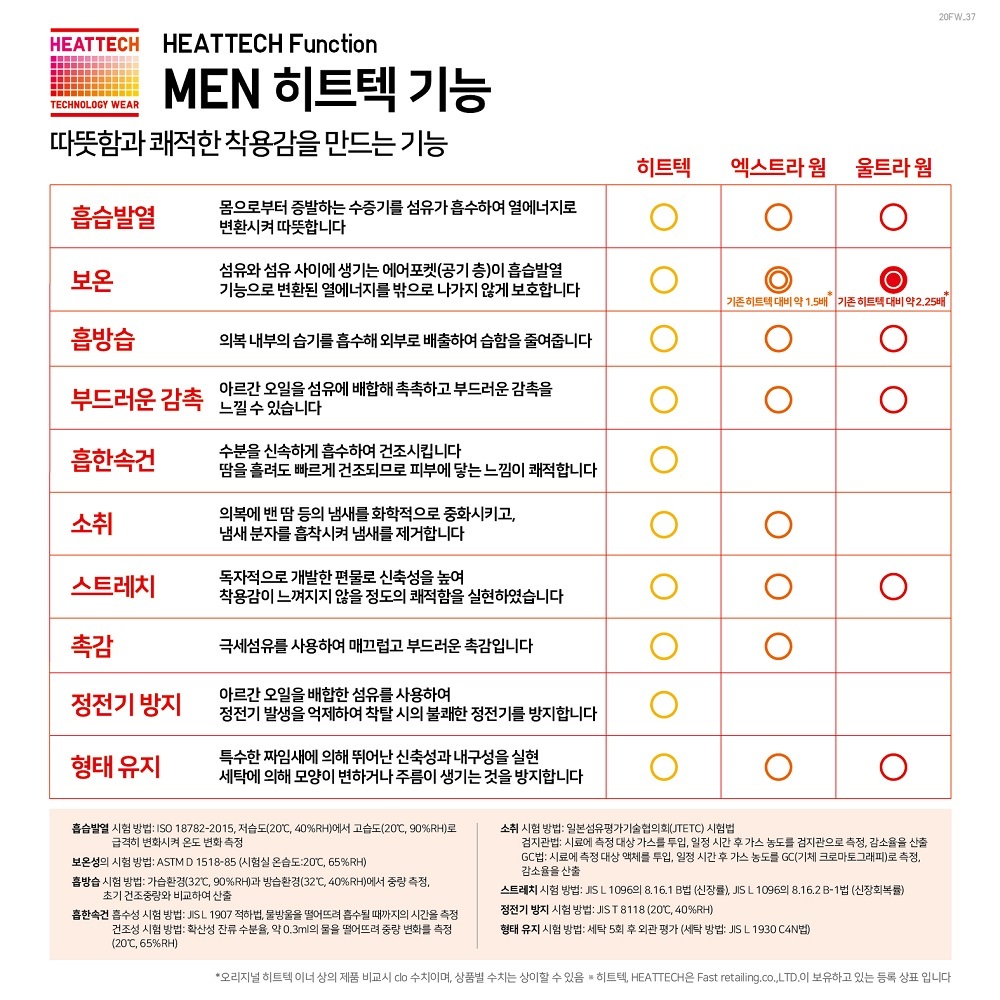 20FW_37
HEATTECH
TECHNOLOGY WEAR
HEATTECH Function
MEN 히트텍 기능
따뜻함과 쾌적한 착용감을 만드는 기능
히트텍 엑스트라 웜 울트라 웜
흡습발열
몸으로부터 증발하는 수증기를 섬유가 흡수하여 열에너지로
변환시켜 따뜻합니다
보온
섬유와 섬유 사이에 생기는 에어포켓(공기 층)이 흡습발열
기능으로 변환된 열에너지를 밖으로 나가지 않게 보호합니다
기존 히트텍 대비 약 1.5배*
기존 히트텍 대비 약 2.25배*
흡방습
의복 내부의 습기를 흡수해 외부로 배출하여 습함을 줄여줍니다
부드러운 감촉
아르간 오일을 섬유에 배합해 촉촉하고 부드러운 감촉을
느낄 수 있습니다
흡한속건
수분을 신속하게 흡수하여 건조시킵니다
땀을 흘려도 빠르게 건조되므로 피부에 닿는 느낌이 쾌적합니다
소취
의복에 밴 땀 등의 냄새를 화학적으로 중화시키고,
냄새 분자를 흡착시켜 냄새를 제거합니다
스트레치
독자적으로 개발한 편물로 신축성을 높여
착용감이 느껴지지 않을 정도의 쾌적함을 실현하였습니다
촉감
극세섬유를 사용하여 매끄럽고 부드러운 촉감입니다
정전기 방지
아르간 오일을 배합한 섬유를 사용하여
정전기 발생을 억제하여 착탈 시의 불쾌한 정전기를 방지합니다
형태 유지
특수한 짜임새에 의해 뛰어난 신축성과 내구성을 실현
세탁에 의해 모양이 변하거나 주름이 생기는 것을 방지합니다
흡습발열 시험 방법: ISO 18782-2015, 저습도(20℃, 40%RH)에서 고습도(20℃, 90%RH)로
급격히 변화시켜 온도 변화 측정
보온성의 시험 방법: ASTM D 1518-85 (시험실 온습도:20℃, 65%RH)
흡방습 시험 방법: 가습환경(32℃, 90%RH)과 방습환경(32℃, 40%RH)에서 중량 측정,
초기 건조중량와 비교하여 산출
흡한속건 흡수성 시험 방법: JIS L 1907 적하법, 물방울을 떨어뜨려 흡수될 때까지의 시간을 측정
건조성 시험 방법: 확산성 잔류 수분율, 약 0.3ml의 물을 떨어뜨려 중량 변화를 측정
(20℃, 65%RH)
소취 시험 방법: 일본섬유평가기술협의회(JTETC) 시험법
검지관법: 시료에 측정 대상 가스를 투입, 일정 시간 후 가스 농도를 검지관으로 측정, 감소율을 산출
GC법: 시료에 측정 대상 액체를 투입, 일정 시간 후 가스 농도를 GC(기체 크로마토그래피)로 측정,
감소율을 산출
스트레치 시험 방법: JIS L 1096의 8.16.1 B법 (신장률), JIS L 1096의 8.16.2 B-1법 (신장회복률)
정전기 방지 시험 방법: JIS T 8118 (20℃, 40%RH)
형태 유지 시험 방법: 세탁 5회 후 외관 평가 (세탁 방법: JIS L 1930 C4N법)
*오리지널 히트텍 이너 상의 제품 비교시 clo 수치이며, 상품별 수치는 상이할 수 있음 ※ 히트텍, HEATTECH은 Fast retailing.co.,LTD.이 보유하고 있는 등록 상표 입니다